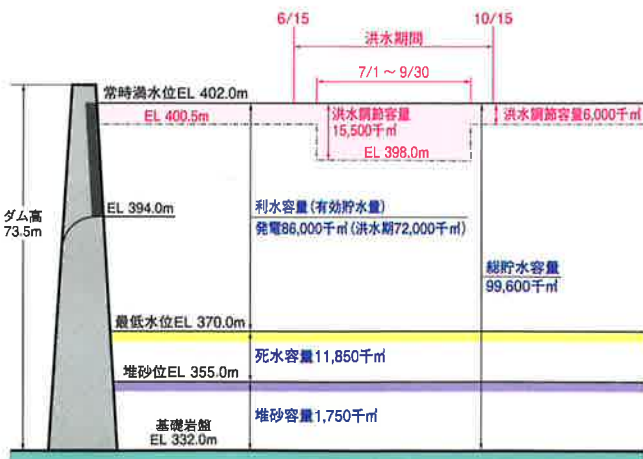 6/15
10/15
洪水期間
7/1～9/30
常時満水位EL 402.0m
EL 400.5m
洪水調節容量
15,500千㎥
洪水調節容量6,000千㎥
EL 398.0m
EL 394.0m
ダム高
73.5m
利水容量(有効貯水量)
発電86,000千㎥(洪水期72,000千㎥)
総貯水容量
99,600千㎥
最低水位EL 370.0m
死水容量11,850千㎥
堆砂位EL 355.0m
堆砂容量1,750千㎥
基礎岩盤
EL 332.0m